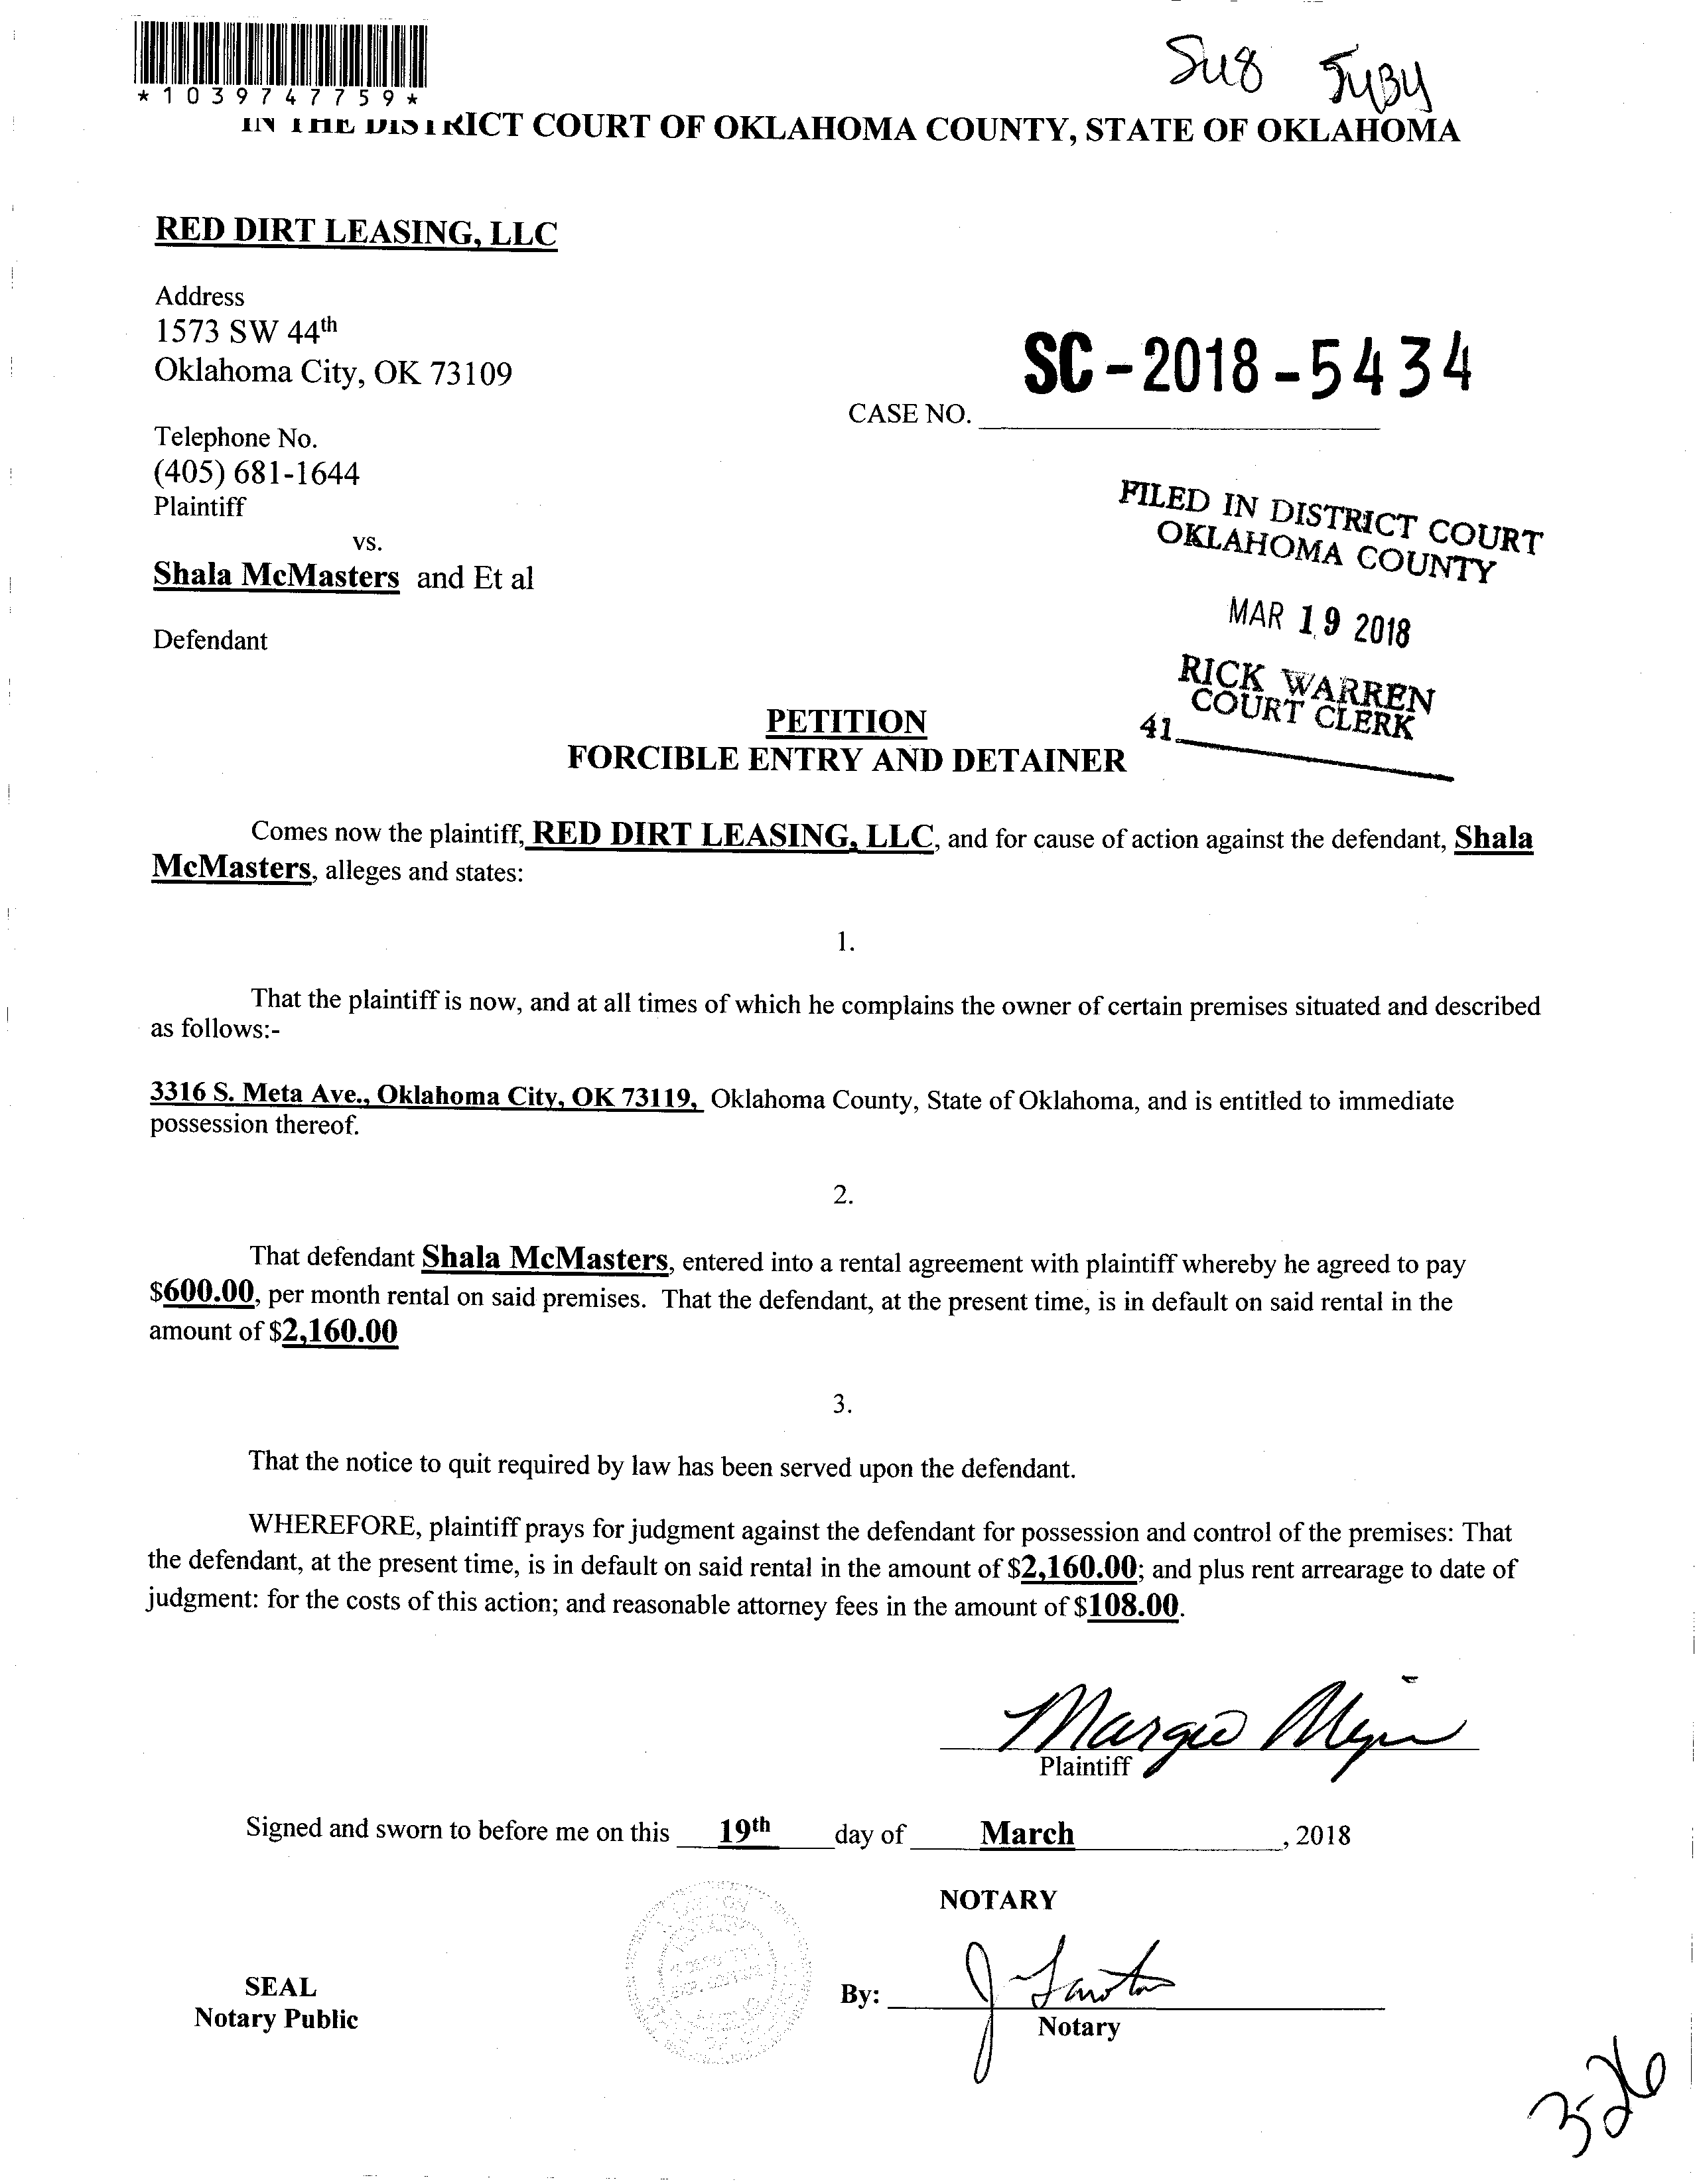 *1039747759*
IN THE DISTRICT COURT OF OKLAHOMA COUNTY, STATE OF OKLAHOMA
RED DIRT LEASING, LLC
Address
1573 SW 44th
Oklahoma City, OK 73109
SC-2018-5434
CASE NO.
Telephone No.
(405) 681-1644
Plaintiff
vs.
Shala McMasters and Et al
Defendant
FILED IN DISTRICT COURT
OKLAHOMA COUNTY
MAR 19 2018
RICK WARREN
COURT CLERK
41
PETITION
FORCIBLE ENTRY AND DETAINER
Comes now the plaintiff, RED DIRT LEASING, LLC, and for cause of action against the defendant, Shala
McMasters, alleges and states:
1.
That the plaintiff is now, and at all times of which he complains the owner of certain premises situated and described
as follows:-
3316 S. Meta Ave., Oklahoma City, OK 73119, Oklahoma County, State of Oklahoma, and is entitled to immediate
possession thereof.
2.
That defendant Shala McMasters, entered into a rental agreement with plaintiff whereby he agreed to pay
$600.00, per month rental on said premises. That the defendant, at the present time, is in default on said rental in the
amount of $2,160.00
3.
That the notice to quit required by law has been served upon the defendant.
WHEREFORE, plaintiff prays for judgment against the defendant for possession and control of the premises: That
the defendant, at the present time, is in default on said rental in the amount of $2,160.00; and plus rent arrearage to date of
judgment: for the costs of this action; and reasonable attorney fees in the amount of $108.00.
Margie
Plaintiff
Signed and sworn to before me on this 19th day of March, 2018
NOTARY
SEAL
Notary Public
By: J
Notary
3-26